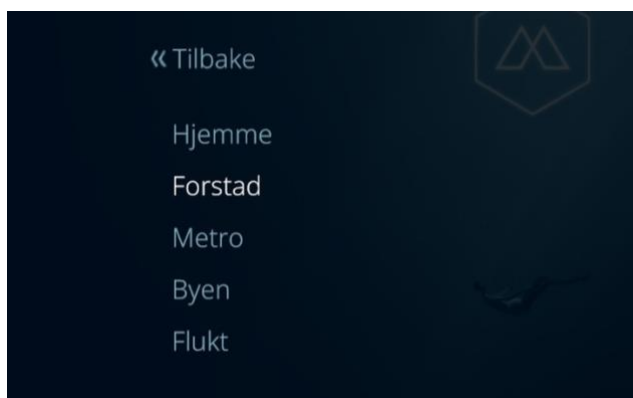 « Tilbake
Hjemme
Forstad
Metro
Byen
Flukt